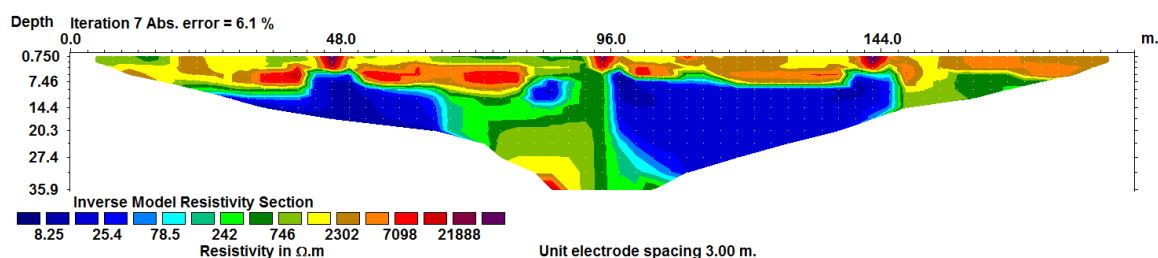 Depth Iteration 7 Abs. error = 6.1 %
0.0 48.0 96.0 144.0 m.
0.750
7.46
14.4
20.3
27.4
35.9
Inverse Model Resistivity Section
8.25 25.4 78.5 242 746 2302 7098 21888
Resistivity in Ω.m Unit electrode spacing 3.00 m.